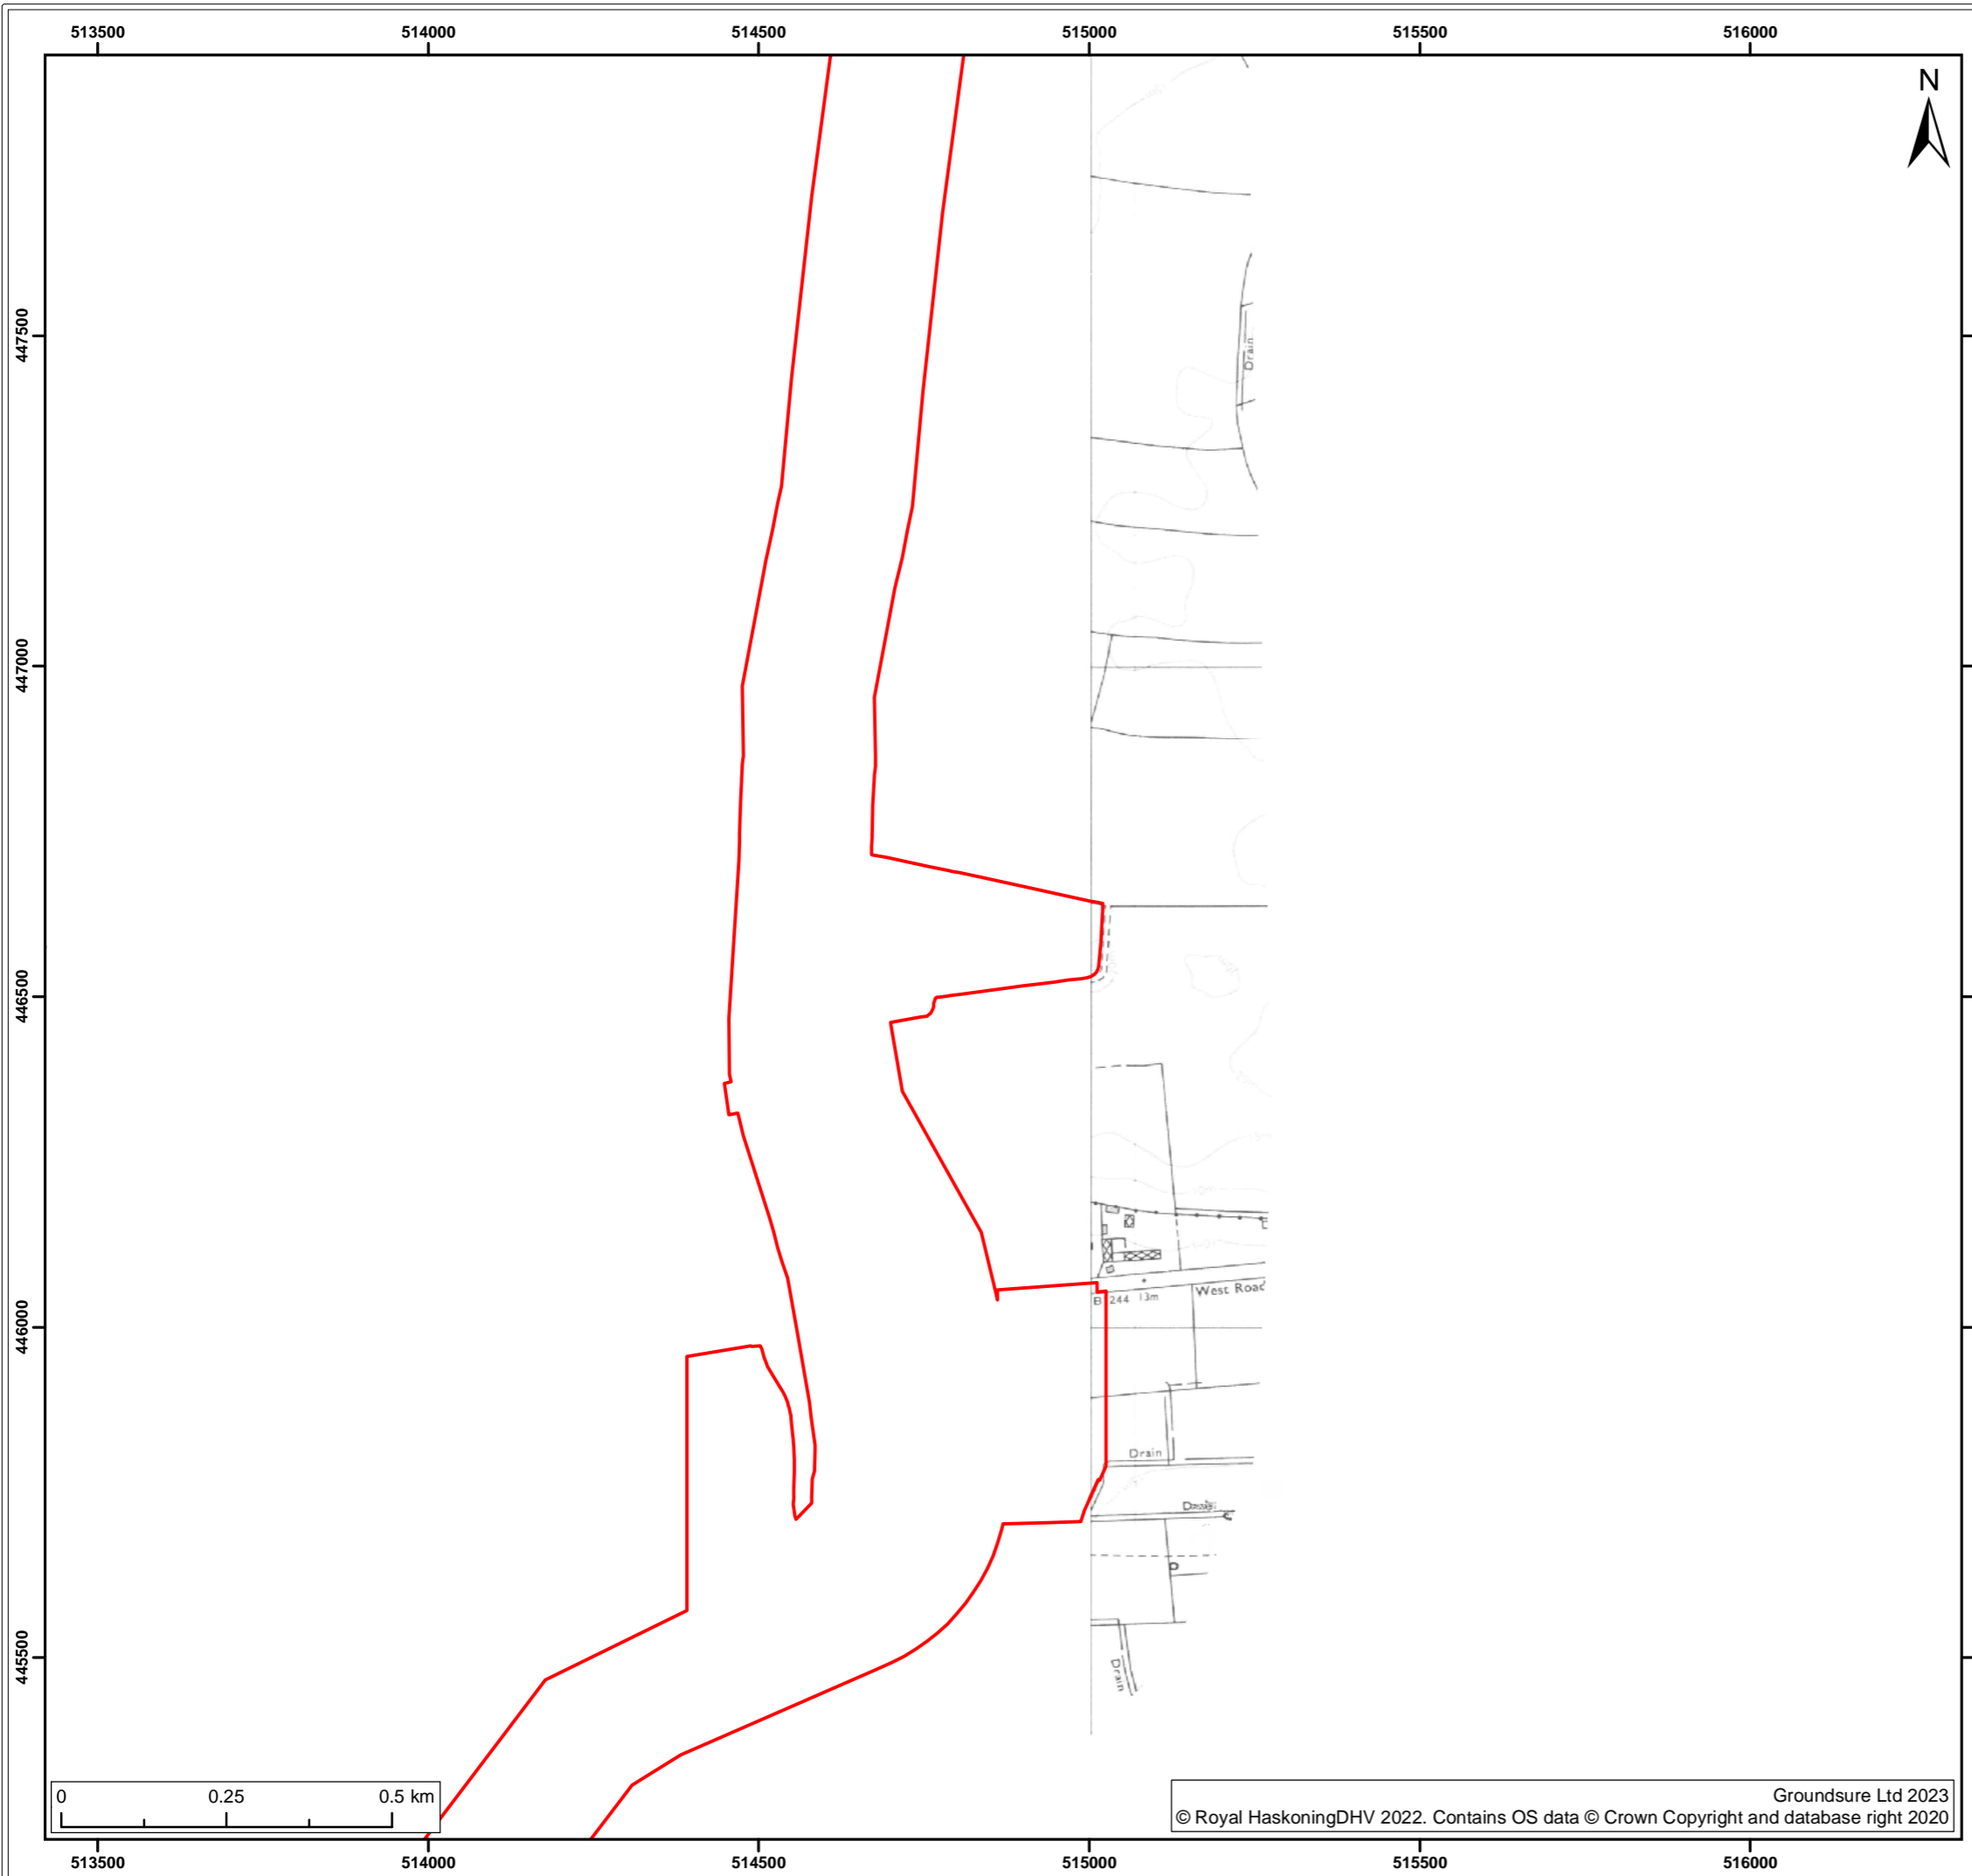 513500 514000 514500 515000 515500 516000
N
447500
Drain
447000
446500
West Road
B 244 13m
446000
Drain
445500
Drain
0 0.25 0.5 km
Groundsure Ltd 2023
© Royal HaskoningDHV 2022. Contains OS data © Crown Copyright and database right 2020
513500 514000 514500 515000 515500 516000